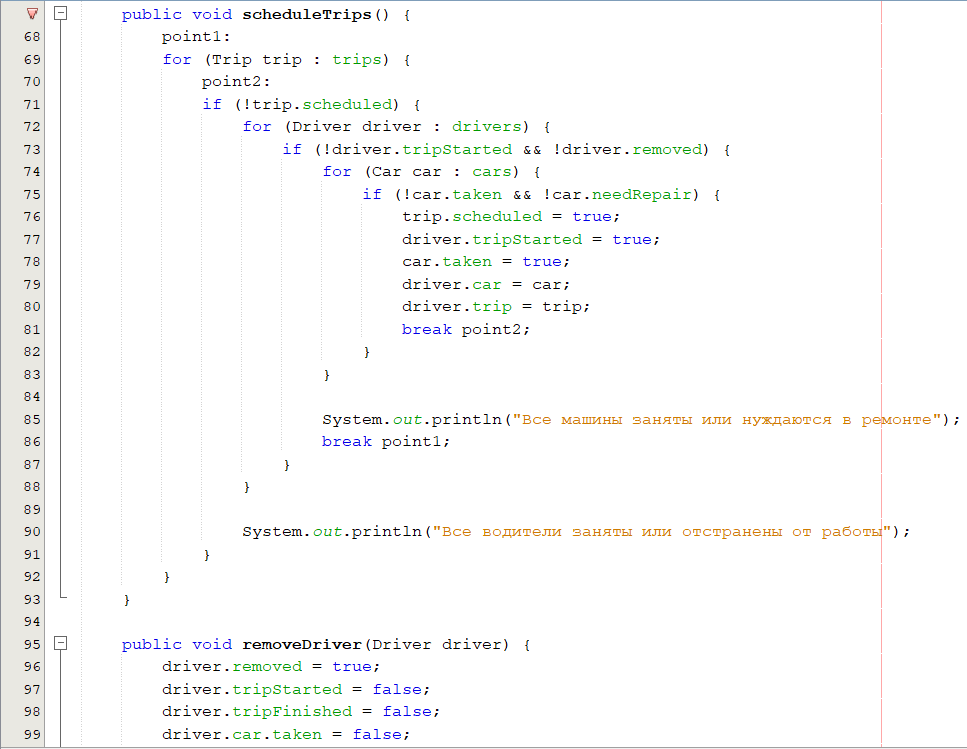 public void scheduleTrips() {
68 point1:
69 for (Trip trip : trips) {
70 point2:
71 if (!trip.scheduled) {
72 for (Driver driver : drivers) {
73 if (!driver.tripStarted && !driver.removed) {
74 for (Car car : cars) {
75 if (!car.taken && !car.needRepair) {
76 trip.scheduled = true;
77 driver.tripStarted = true;
78 car.taken = true;
79 driver.car = car;
80 driver.trip = trip;
81 break point2;
82 }
83 }
84
85 System.out.println("Все машины заняты или нуждаются в ремонте");
86 break point1;
87 }
88 }
89
90 System.out.println("Все водители заняты или отстранены от работы");
91 }
92 }
93 }
94
95 public void removeDriver(Driver driver) {
96 driver.removed = true;
97 driver.tripStarted = false;
98 driver.tripFinished = false;
99 driver.car.taken = false;